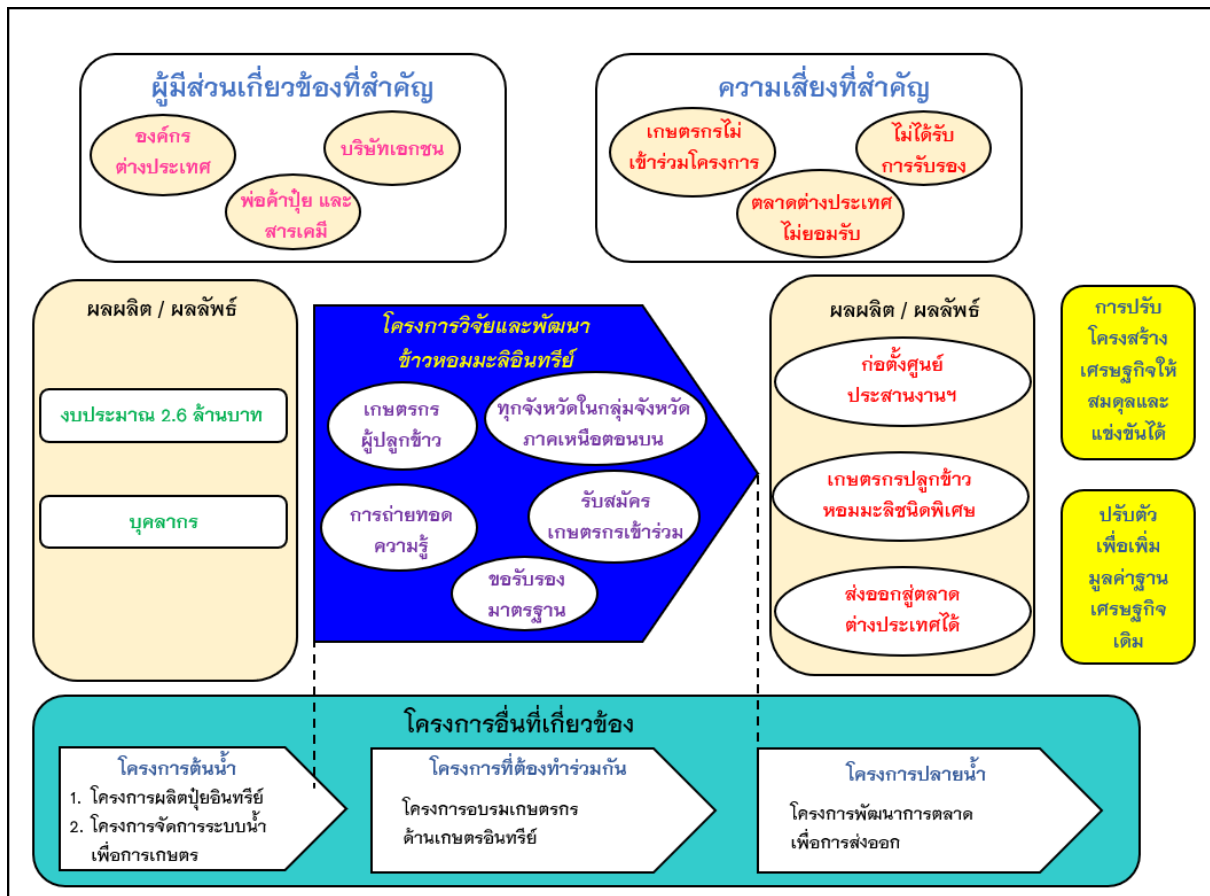 ผู้มีส่วนเกี่ยวข้องที่สำคัญ
องค์กร
ต่างประเทศ
บริษัทเอกชน
พ่อค้าปุ๋ย และ
สารเคมี
ความเสี่ยงที่สำคัญ
เกษตรกรไม่
เข้าร่วมโครงการ
ไม่ได้รับ
การรับรอง
ตลาดต่างประเทศ
ไม่ยอมรับ
ผลผลิต / ผลลัพธ์
งบประมาณ 2.6 ล้านบาท
บุคลากร
โครงการวิจัยและพัฒนา
ข้าวหอมมะลิอินทรีย์
เกษตรกร
ผู้ปลูกข้าว
ทุกจังหวัดในกลุ่มจังหวัด
ภาคเหนือตอนบน
การถ่ายทอด
ความรู้
รับสมัคร
เกษตรกรเข้าร่วม
ขอรับรอง
มาตรฐาน
ผลผลิต / ผลลัพธ์
ก่อตั้งศูนย์
ประสานงานฯ
เกษตรกรปลูกข้าว
หอมมะลิชนิดพิเศษ
ส่งออกสู่ตลาด
ต่างประเทศได้
การปรับ
โครงสร้าง
เศรษฐกิจให้
สมดุลและ
แข่งขันได้
ปรับตัว
เพื่อเพิ่ม
มูลค่าฐาน
เศรษฐกิจ
เดิม
โครงการอื่นที่เกี่ยวข้อง
โครงการต้นน้ำ
1. โครงการผลิตปุ๋ยอินทรีย์
2. โครงการจัดการระบบน้ำ
เพื่อการเกษตร
โครงการที่ต้องทำร่วมกัน
โครงการอบรมเกษตรกร
ด้านเกษตรอินทรีย์
โครงการปลายน้ำ
โครงการพัฒนาการตลาด
เพื่อการส่งออก